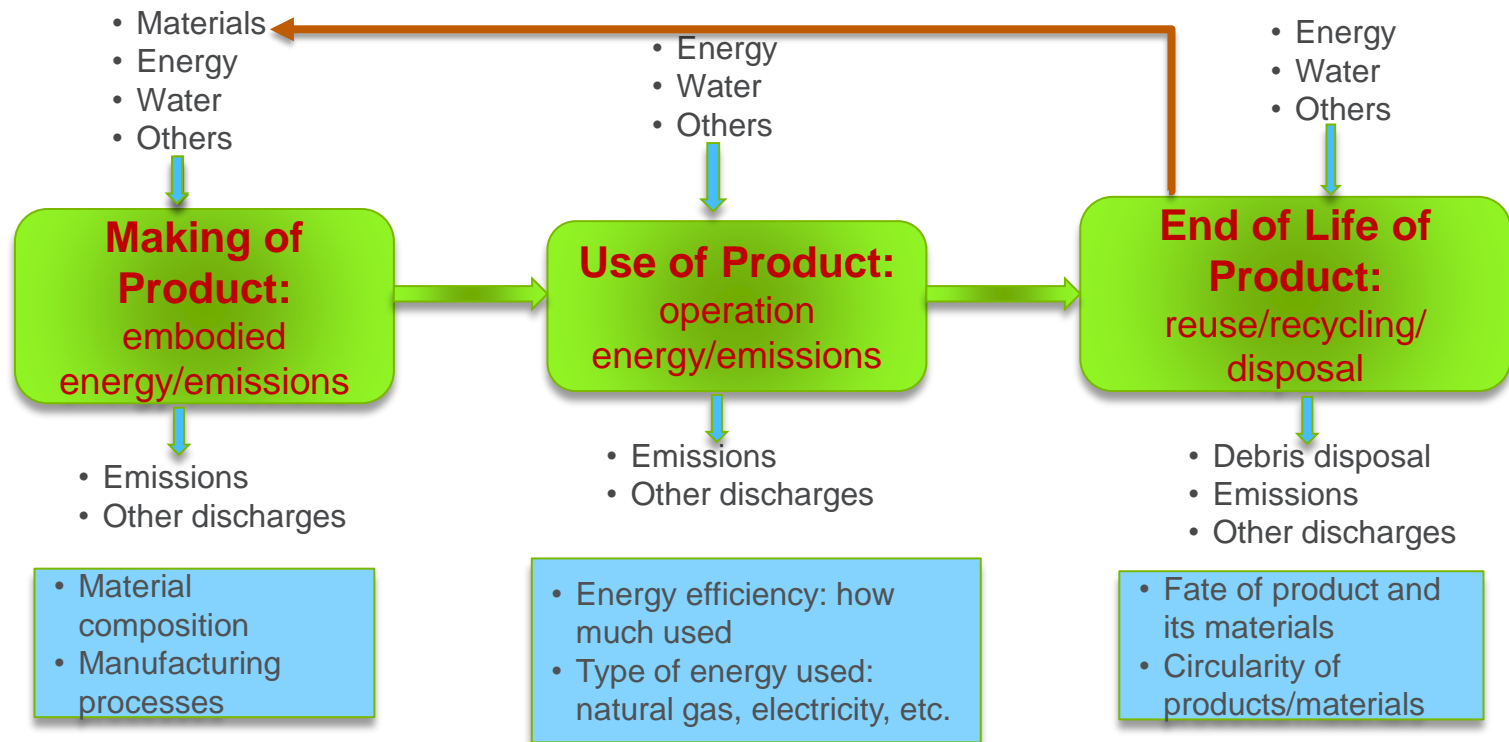 • Materials
• Energy
• Water
• Others
• Energy
• Water
• Others
• Energy
• Water
• Others
Making of
Product:
embodied
energy/emissions
Use of Product:
operation
energy/emissions
End of Life of
Product:
reuse/recycling/
disposal
• Emissions
• Other discharges
• Emissions
• Other discharges
• Debris disposal
• Emissions
• Other discharges
• Material
composition
• Manufacturing
processes
• Energy efficiency: how
much used
• Type of energy used:
natural gas, electricity, etc.
• Fate of product and
its materials
• Circularity of
products/materials